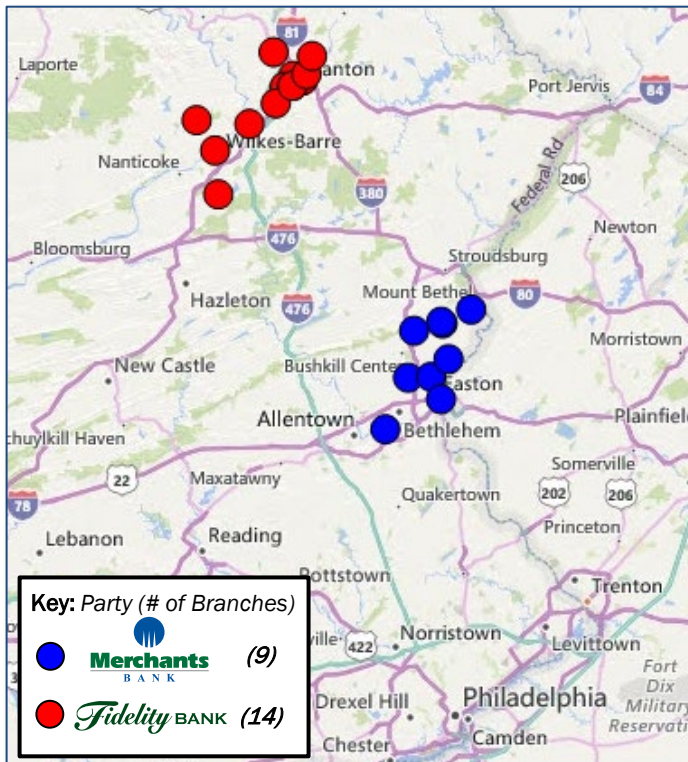 81
Laporte
anton
Port Jervis
84
Wilkes-Barre
Nanticoke
380
Federal Rd
206
Newton
476
Bloomsburg
Stroudsburg
Mount Bethel
80
Hazleton
476
Morristown
New Castle
Bushkill Center
Easton
Allentown
Plainfield
chuylkill Haven
Bethlehem
22
Maxatawny
Somerville
78
Quakertown
202
206
Lebanon
Reading
Princeton
Pottstown
Trenton
Key: Party (# of Branches)
ville
422
Norristown
Levittown
Merchants
BANK
(9)
Fort
Dix
Military
Reservati
Drexel Hill
Philadelphia
Fidelity BANK (14)
Camden
Chester